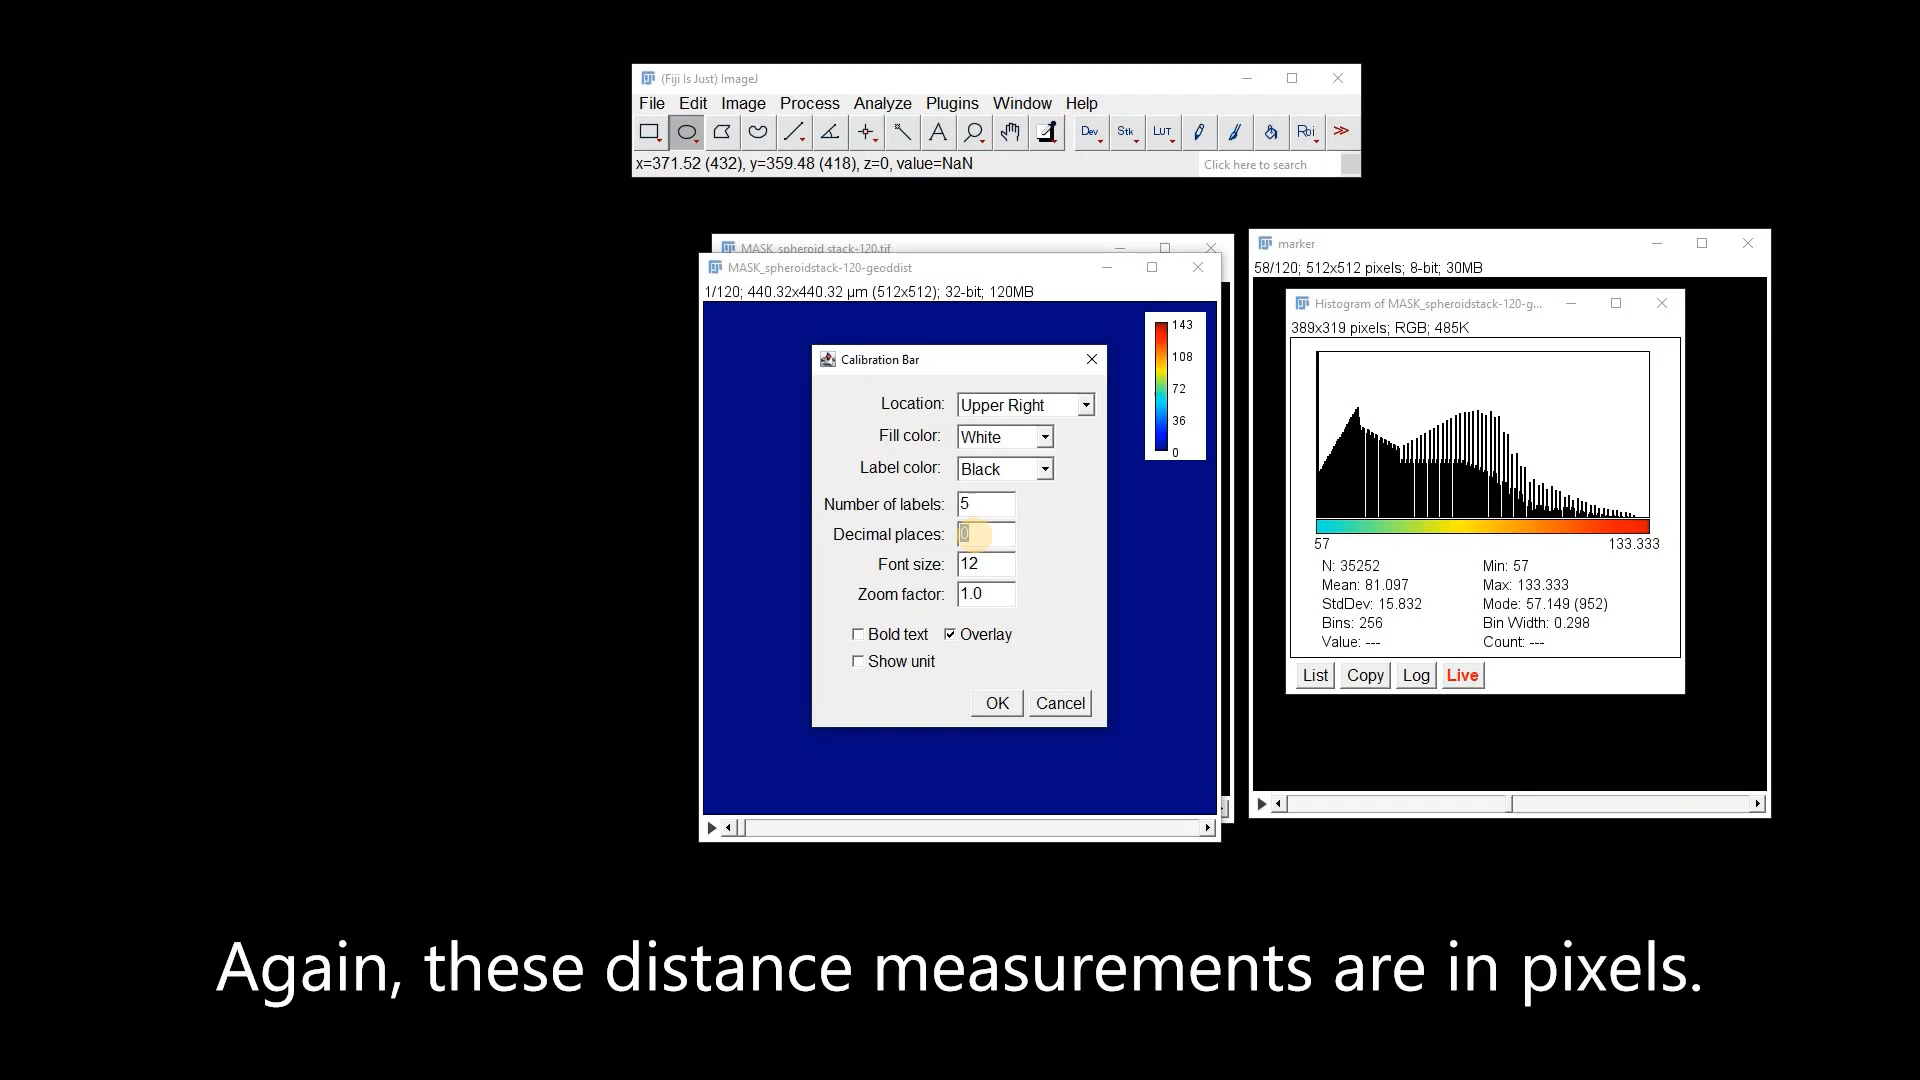 (Fiji Is Just) ImageJ
File Edit Image Process Analyze Plugins Window Help
Dev Stk LUT Roi >>
x=371.52 (432), y=359.48 (418), z=0, value=NaN
Click here to search
MASK_spheroid stack-120.tif
MASK_spheroidstack-120-geoddist
1/120; 440.32x440.32 µm (512x512); 32-bit; 120MB
143
108
72
36
0
Calibration Bar
Location: Upper Right
Fill color: White
Label color: Black
Number of labels: 5
Decimal places: 0
Font size: 12
Zoom factor: 1.0
Bold text Overlay
Show unit
OK Cancel
marker
58/120; 512x512 pixels; 8-bit; 30MB
Histogram of MASK_spheroidstack-120-g...
389x319 pixels; RGB; 485K
57 133.333
N: 35252 Min: 57
Mean: 81.097 Max: 133.333
StdDev: 15.832 Mode: 57.149 (952)
Bins: 256 Bin Width: 0.298
Value: --- Count: ---
List Copy Log Live
Again, these distance measurements are in pixels.